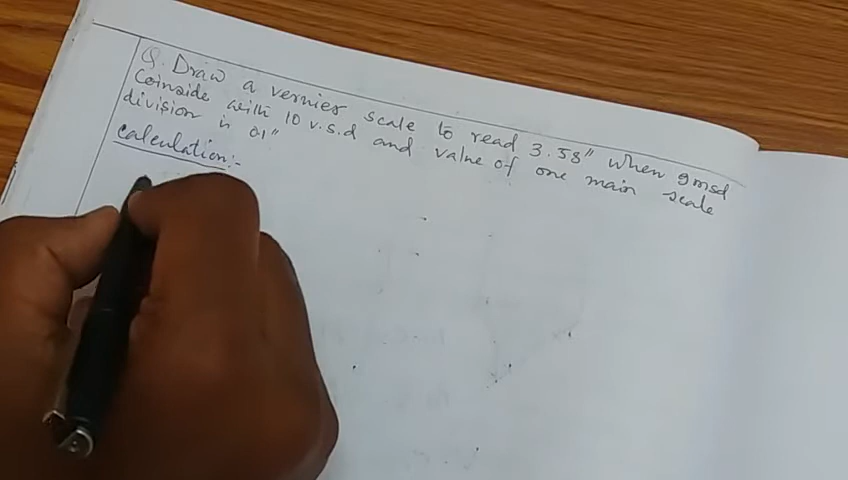 Q. Draw a vernier scale to read 3.58" when 9 msd
Coinside with 10 v.s.d and value of one main scale
division is 0.1"
Calculation:-